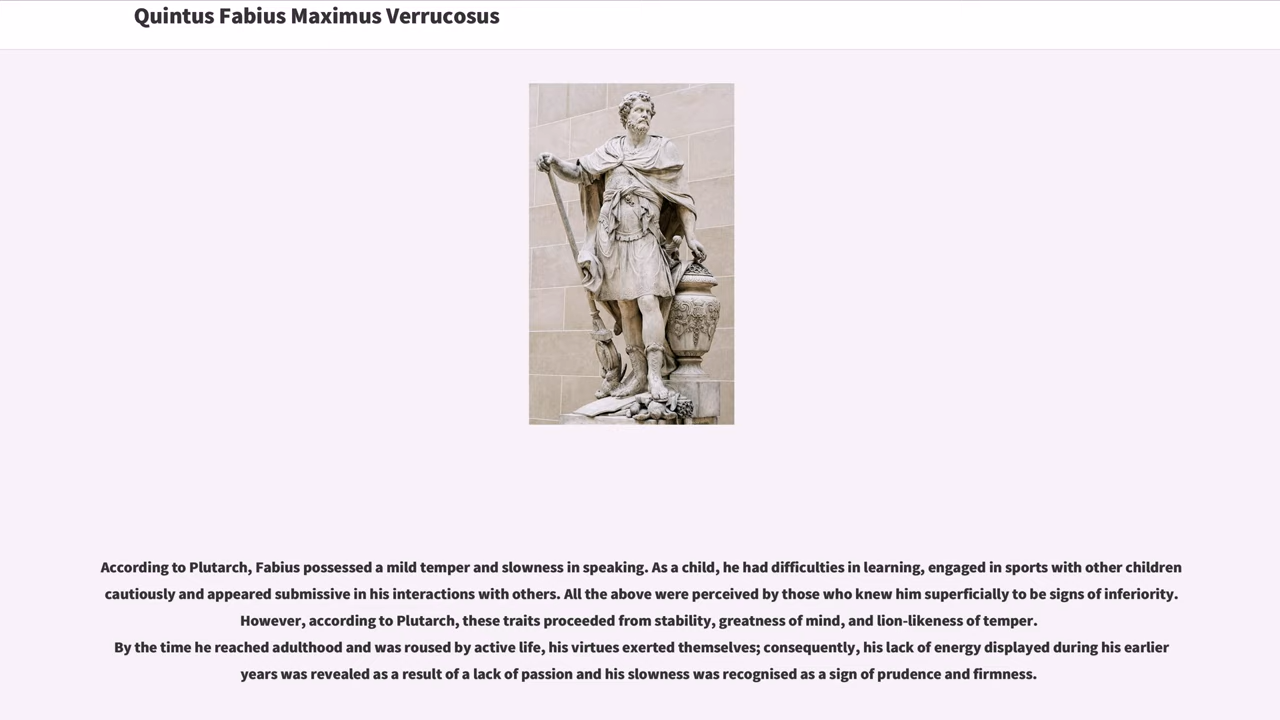 Quintus Fabius Maximus Verrucosus
According to Plutarch, Fabius possessed a mild temper and slowness in speaking. As a child, he had difficulties in learning, engaged in sports with other children
cautiously and appeared submissive in his interactions with others. All the above were perceived by those who knew him superficially to be signs of inferiority.
However, according to Plutarch, these traits proceeded from stability, greatness of mind, and lion-likeness of temper.
By the time he reached adulthood and was roused by active life, his virtues exerted themselves; consequently, his lack of energy displayed during his earlier
years was revealed as a result of a lack of passion and his slowness was recognised as a sign of prudence and firmness.